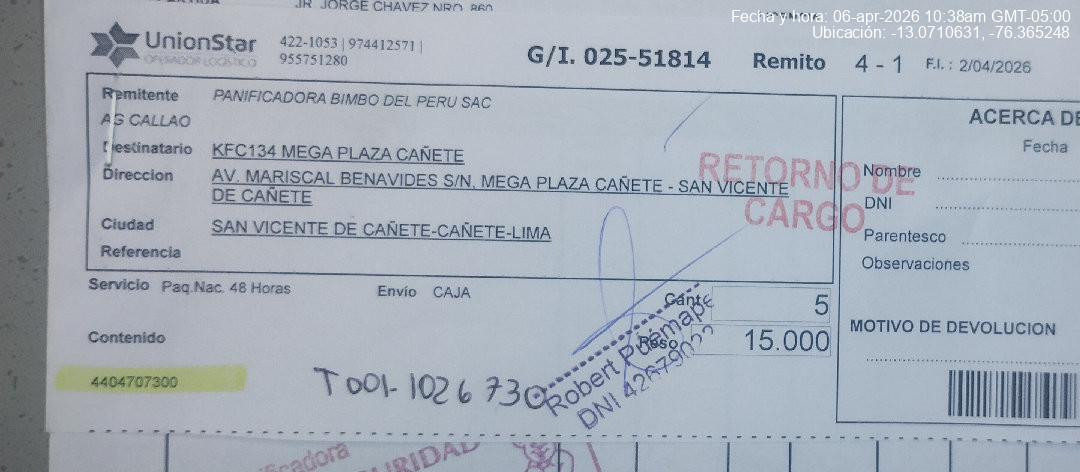 JR. JORGE CHAVEZ NRO. 860
Fecha y hora: 06-apr-2026 10:38am GMT-05:00
Ubicación: -13.0710631, -76.365248
UnionStar
OPERADOR LOGISTICO
422-1053 | 974412571 |
955751280
G/I. 025-51814 Remito 4 - 1 F.I. : 2/04/2026
Remitente PANIFICADORA BIMBO DEL PERU SAC
AG CALLAO
Destinatario KFC134 MEGA PLAZA CAÑETE
Direccion AV. MARISCAL BENAVIDES S/N, MEGA PLAZA CAÑETE - SAN VICENTE
DE CAÑETE
Ciudad SAN VICENTE DE CAÑETE-CAÑETE-LIMA
Referencia
RETORNO DE
CARGO
ACERCA DE
Fecha
Nombre
DNI
Parentesco
Observaciones
Servicio Paq.Nac. 48 Horas Envío CAJA
Cant 5
Peso 15.000
MOTIVO DE DEVOLUCION
Contenido
4404707300
T001-1026730
Robert Puemape
DNI